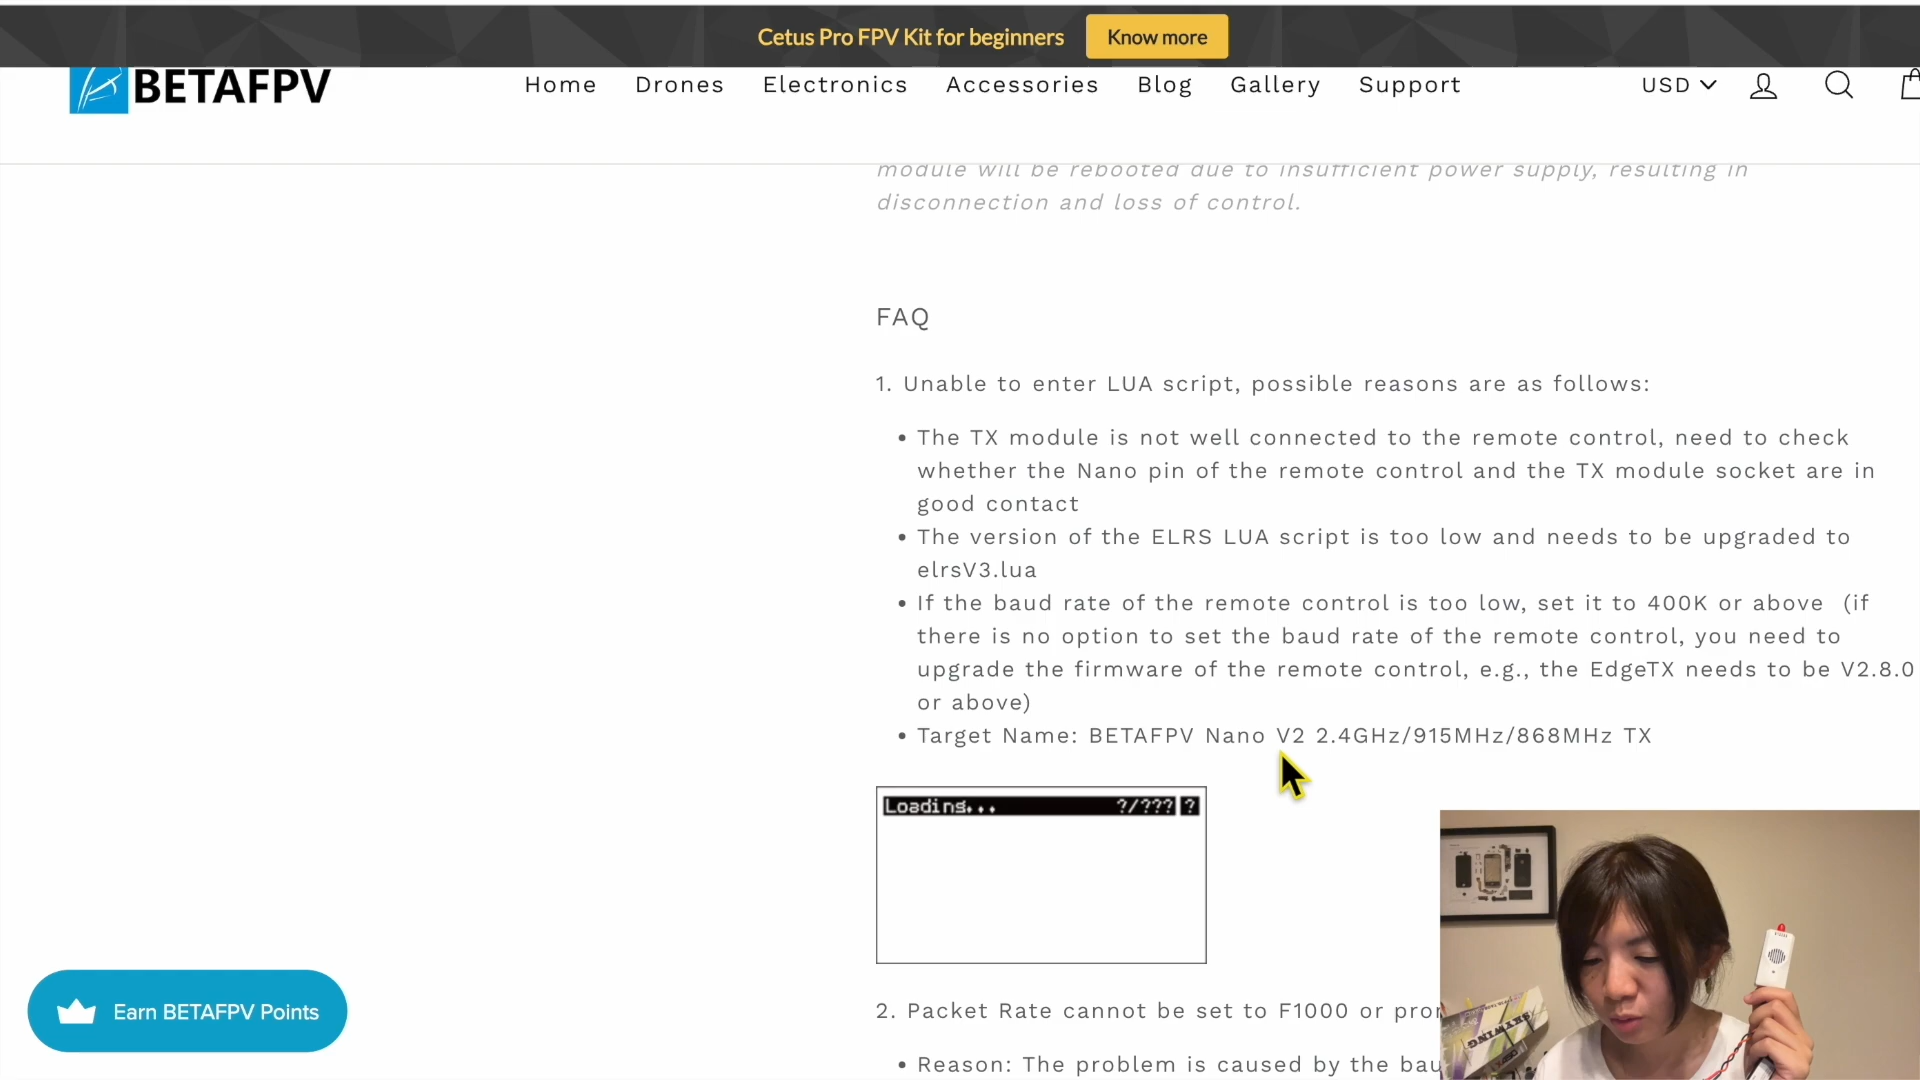 Cetus Pro FPV Kit for beginners
Know more
BETAFPV
Home
Drones
Electronics
Accessories
Blog
Gallery
Support
USD
module will be rebooted due to insufficient power supply, resulting in
disconnection and loss of control.
FAQ
1. Unable to enter LUA script, possible reasons are as follows:
• The TX module is not well connected to the remote control, need to check
whether the Nano pin of the remote control and the TX module socket are in
good contact
• The version of the ELRS LUA script is too low and needs to be upgraded to
elrsV3.lua
• If the baud rate of the remote control is too low, set it to 400K or above (if
there is no option to set the baud rate of the remote control, you need to
upgrade the firmware of the remote control, e.g., the EdgeTX needs to be V2.8.0
or above)
• Target Name: BETAFPV Nano V2 2.4GHz/915MHz/868MHz TX
Loading... ?/??? ?
2. Packet Rate cannot be set to F1000 or pro
• Reason: The problem is caused by the bau
Earn BETAFPV Points
SKYWING